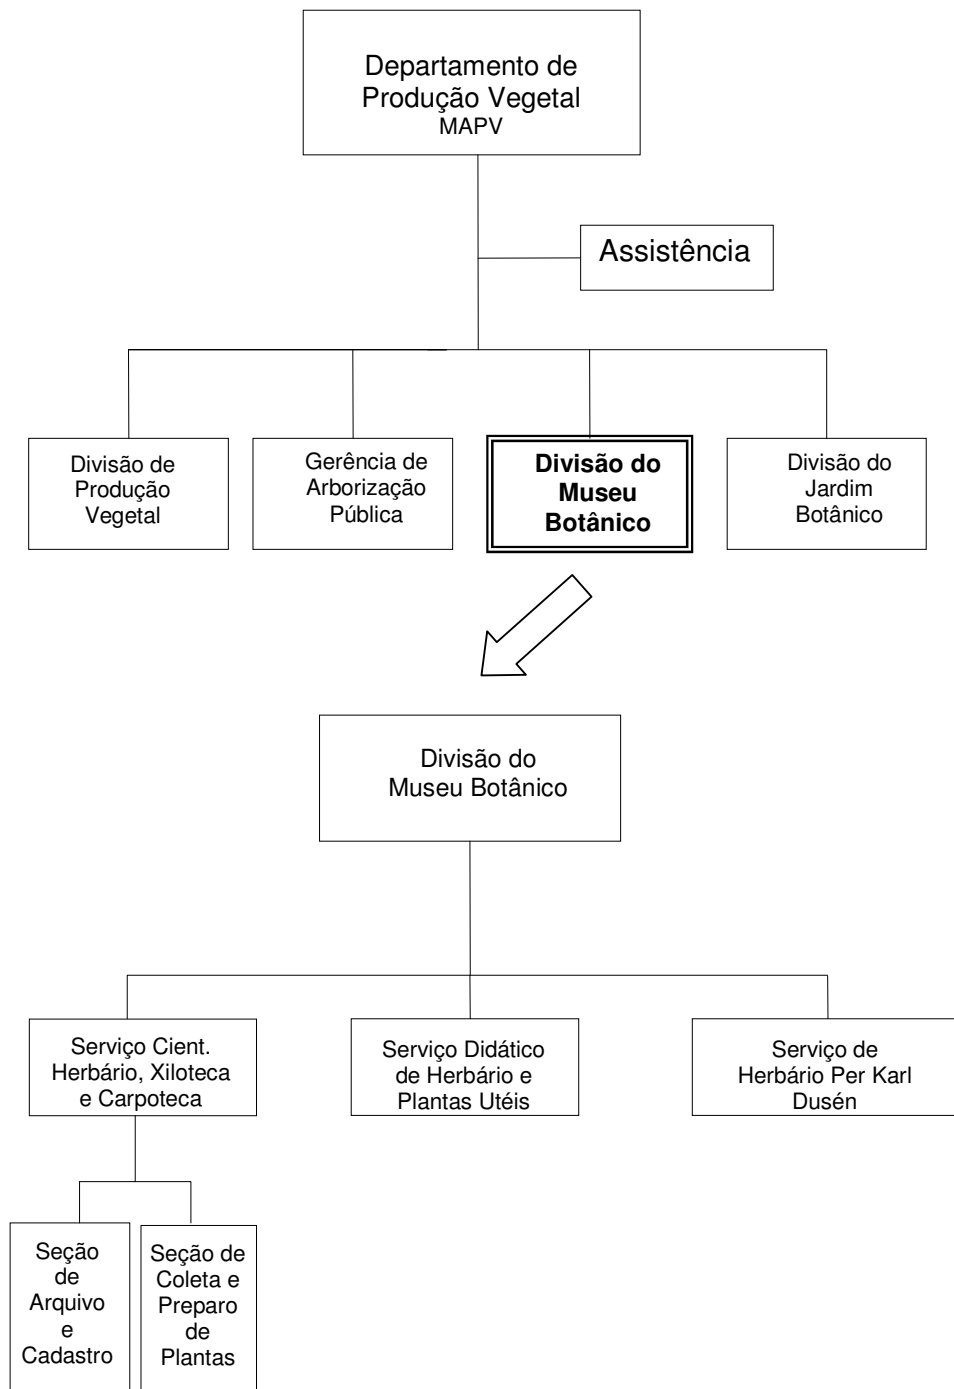 Departamento de
Produção Vegetal
MAPV
Assistência
Divisão de
Produção
Vegetal
Gerência de
Arborização
Pública
Divisão do
Museu
Botânico
Divisão do
Jardim
Botânico
Divisão do
Museu Botânico
Serviço Cient.
Herbário, Xiloteca
e Carpoteca
Serviço Didático
de Herbário e
Plantas Utéis
Serviço de
Herbário Per Karl
Dusén
Seção
de
Arquivo
e
Cadastro
Seção de
Coleta e
Preparo
de
Plantas